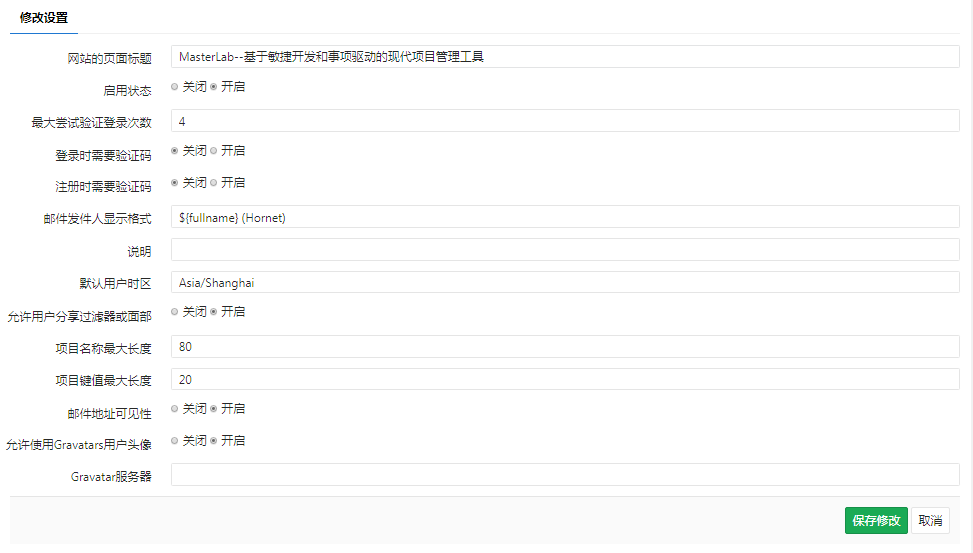 修改设置
网站的页面标题 MasterLab--基于敏捷开发和事项驱动的现代项目管理工具
启用状态 关闭 开启
最大尝试验证登录次数 4
登录时需要验证码 关闭 开启
注册时需要验证码 关闭 开启
邮件发件人显示格式 ${fullname} (Hornet)
说明
默认用户时区 Asia/Shanghai
允许用户分享过滤器或面部 关闭 开启
项目名称最大长度 80
项目键值最大长度 20
邮件地址可见性 关闭 开启
允许使用Gravatars用户头像 关闭 开启
Gravatar服务器
保存修改 取消